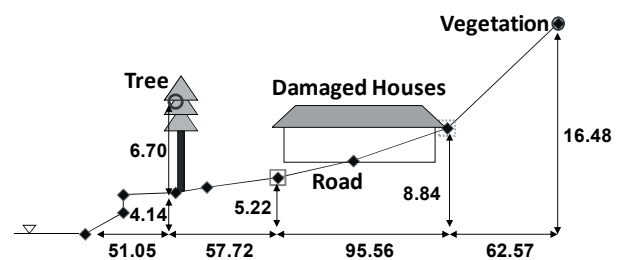 Vegetation
Tree
Damaged Houses
6.70
16.48
Road
4.14
5.22
8.84
51.05
57.72
95.56
62.57